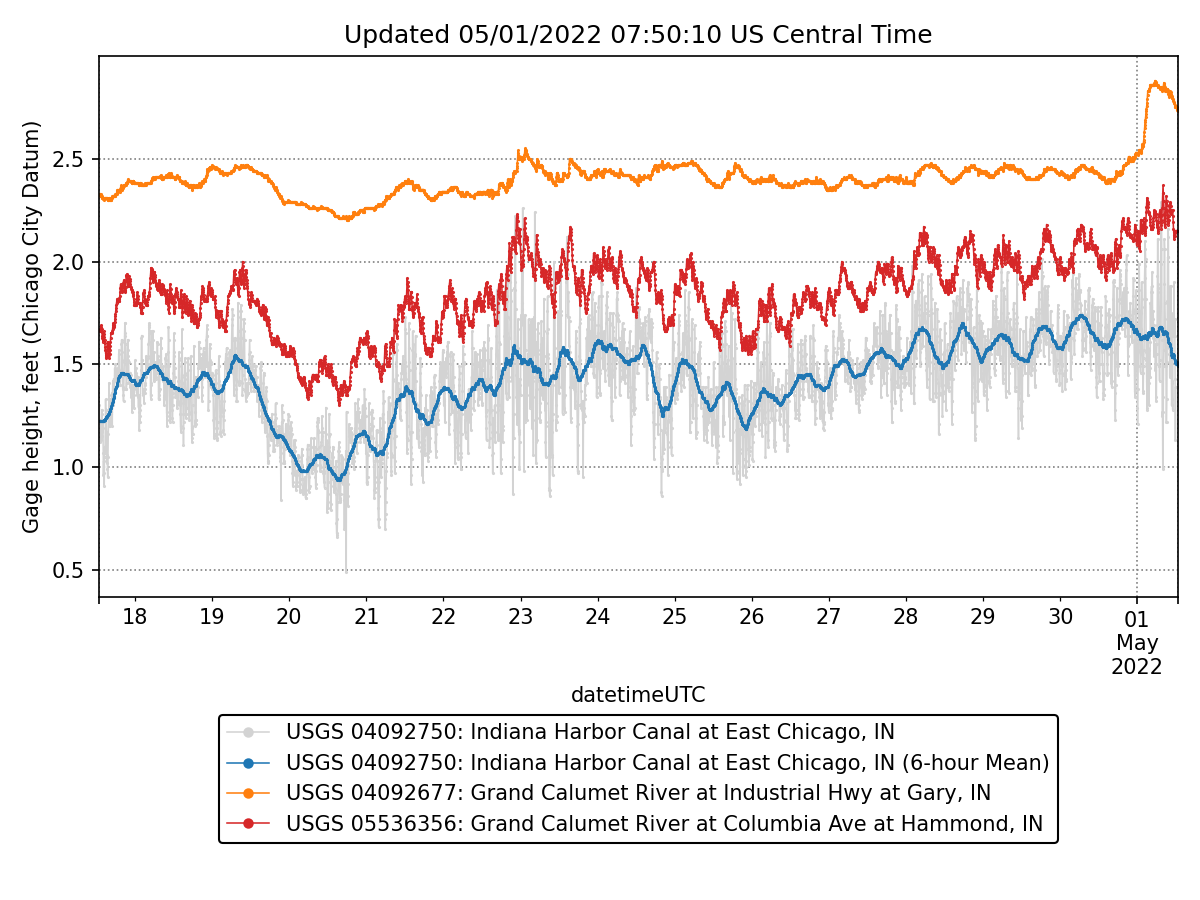 Updated 05/01/2022 07:50:10 US Central Time
Gage height, feet (Chicago City Datum)
2.5
2.0
1.5
1.0
0.5
18 19 20 21 22 23 24 25 26 27 28 29 30 01
May
2022
datetimeUTC
USGS 04092750: Indiana Harbor Canal at East Chicago, IN
USGS 04092750: Indiana Harbor Canal at East Chicago, IN (6-hour Mean)
USGS 04092677: Grand Calumet River at Industrial Hwy at Gary, IN
USGS 05536356: Grand Calumet River at Columbia Ave at Hammond, IN